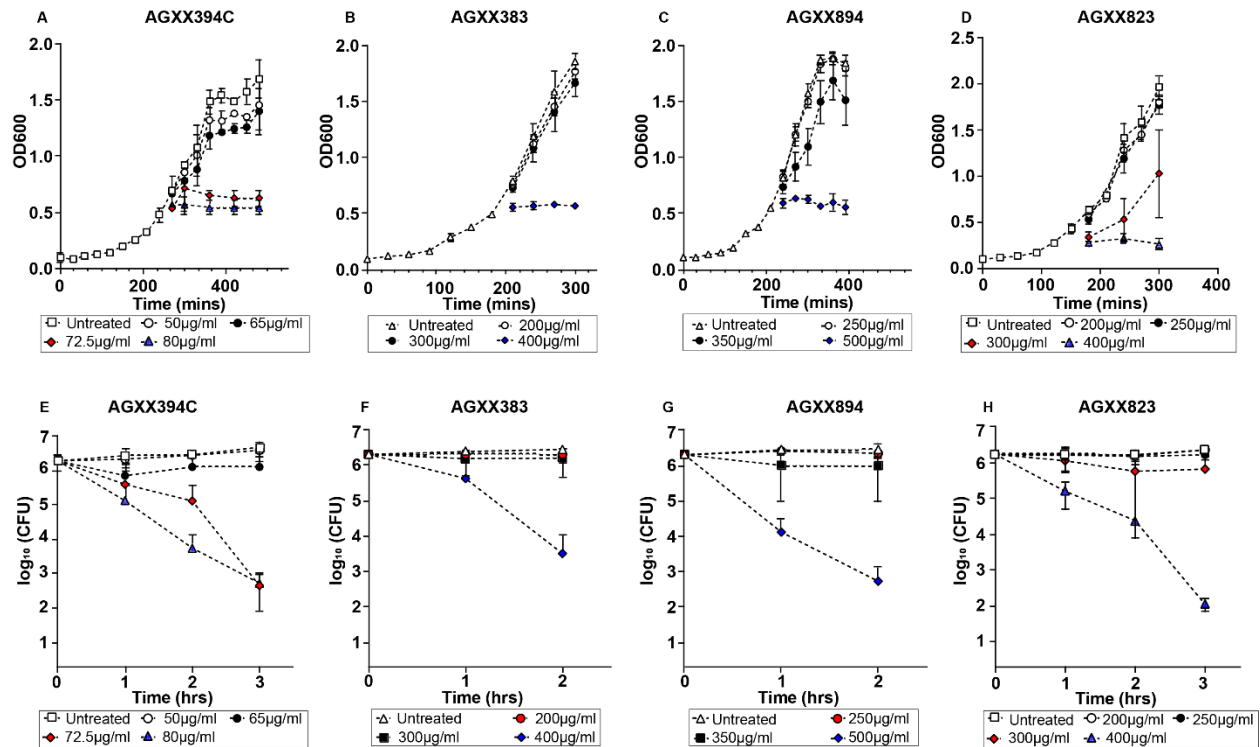 A AGXX394C
B AGXX383
C AGXX894
D AGXX823
OD600
2.0
1.5
1.0
0.5
0.0
0 200 400
Time (mins)
Untreated 50µg/ml 65µg/ml
72.5µg/ml 80µg/ml
OD600
2.0
1.5
1.0
0.5
0.0
0 100 200 300
Time (mins)
Untreated 200µg/ml
300µg/ml 400µg/ml
OD600
2.0
1.5
1.0
0.5
0.0
0 200 400 600
Time (mins)
Untreated 250µg/ml
350µg/ml 500µg/ml
OD600
2.5
2.0
1.5
1.0
0.5
0.0
0 100 200 300 400
Time (mins)
Untreated 200µg/ml 250µg/ml
300µg/ml 400µg/ml
E AGXX394C
F AGXX383
G AGXX894
H AGXX823
log₁₀ (CFU)
7
6
5
4
3
2
1
0 1 2 3
Time (hrs)
Untreated 50µg/ml 65µg/ml
72.5µg/ml 80µg/ml
log₁₀ (CFU)
7
6
5
4
3
2
1
0 1 2
Time (hrs)
Untreated 200µg/ml
300µg/ml 400µg/ml
log₁₀ (CFU)
7
6
5
4
3
2
1
0 1 2
Time (hrs)
Untreated 250µg/ml
350µg/ml 500µg/ml
log₁₀ (CFU)
7
6
5
4
3
2
1
0 1 2 3
Time (hrs)
Untreated 200µg/ml 250µg/ml
300µg/ml 400µg/ml